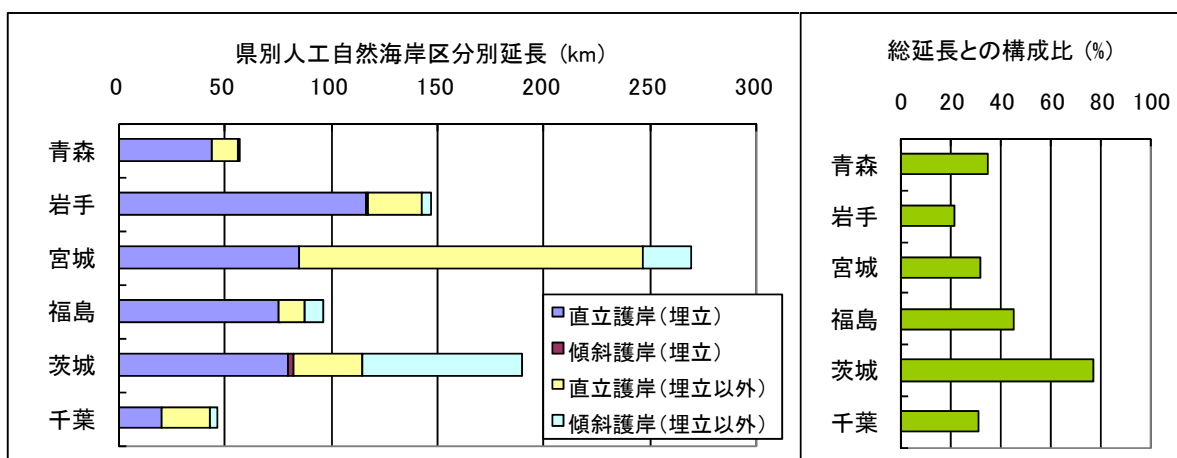 県別人工自然海岸区分別延長 (km)
0 50 100 150 200 250 300
青森
岩手
宮城
福島
茨城
千葉
直立護岸(埋立)
傾斜護岸(埋立)
直立護岸(埋立以外)
傾斜護岸(埋立以外)
総延長との構成比 (%)
0 20 40 60 80 100
青森
岩手
宮城
福島
茨城
千葉